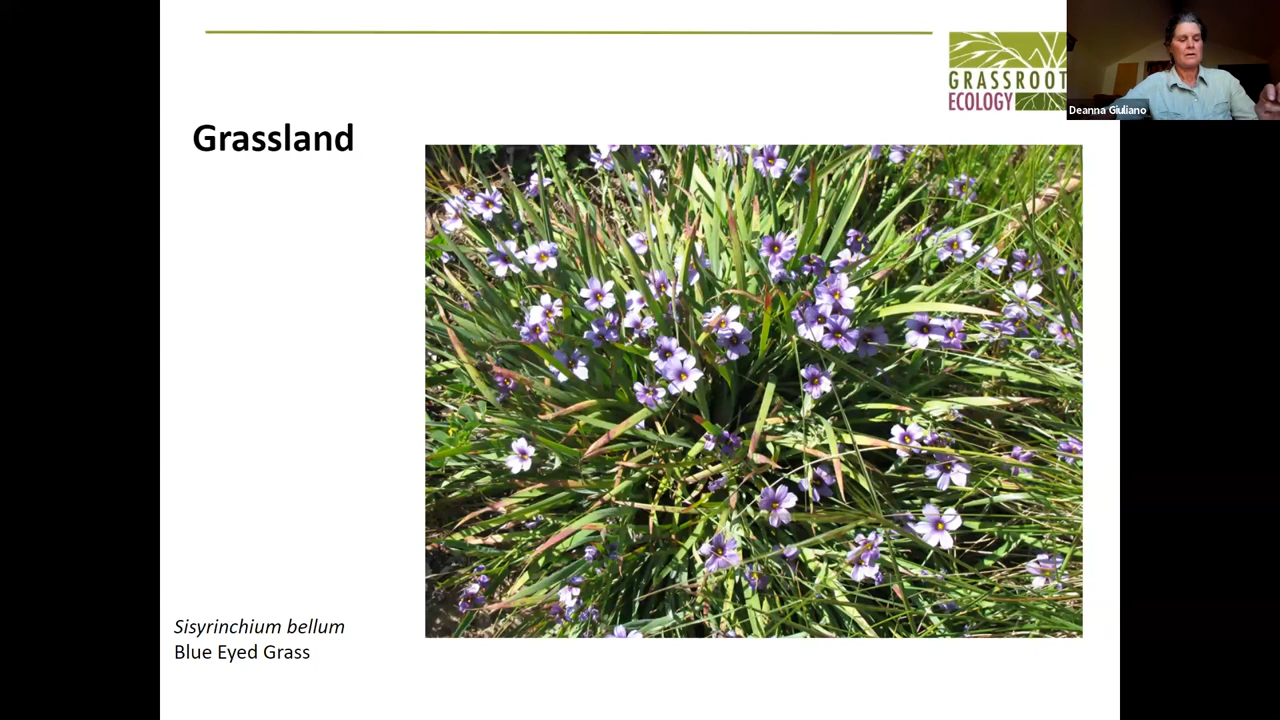 GRASSROOT
ECOLOGY
Deanna Giuliano
Grassland
Sisyrinchium bellum
Blue Eyed Grass